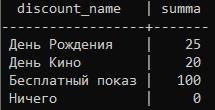 discount_name | summa
---------------+-------
День Рождения | 25
День Кино | 20
Бесплатный показ | 100
Ничего | 0